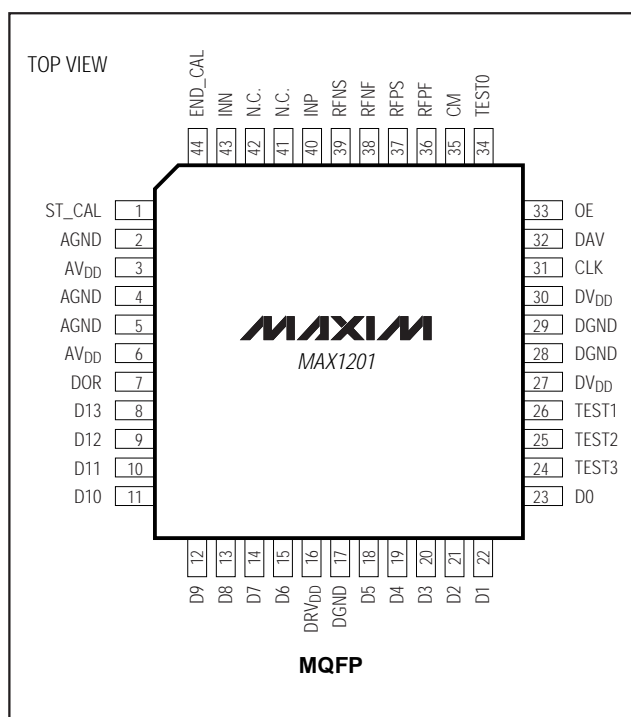 TOP VIEW
END_CAL
INN
N.C.
N.C.
INP
RFNS
RFNF
RFPS
RFPF
CM
TEST0
44
43
42
41
40
39
38
37
36
35
34
ST_CAL 1
AGND 2
AVDD 3
AGND 4
AGND 5
AVDD 6
DOR 7
D13 8
D12 9
D11 10
D10 11
MAXIM
MAX1201
33 OE
32 DAV
31 CLK
30 DVDD
29 DGND
28 DGND
27 DVDD
26 TEST1
25 TEST2
24 TEST3
23 D0
12
13
14
15
16
17
18
19
20
21
22
D9
D8
D7
D6
DRVDD
DGND
D5
D4
D3
D2
D1
MQFP